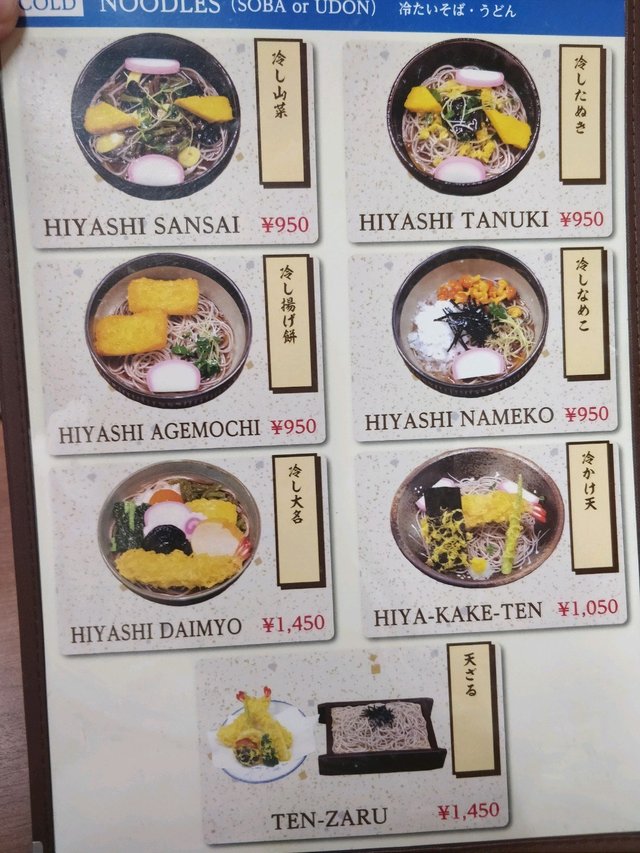 COLD NOODLES (SOBA or UDON) 冷たいそば・うどん
冷し山菜
HIYASHI SANSAI ¥950
冷したぬき
HIYASHI TANUKI ¥950
冷し揚げ餅
HIYASHI AGEMOCHI ¥950
冷しなめこ
HIYASHI NAMEKO ¥950
冷し大名
HIYASHI DAIMYO ¥1,450
冷かけ天
HIYA-KAKE-TEN ¥1,050
天ざる
TEN-ZARU ¥1,450